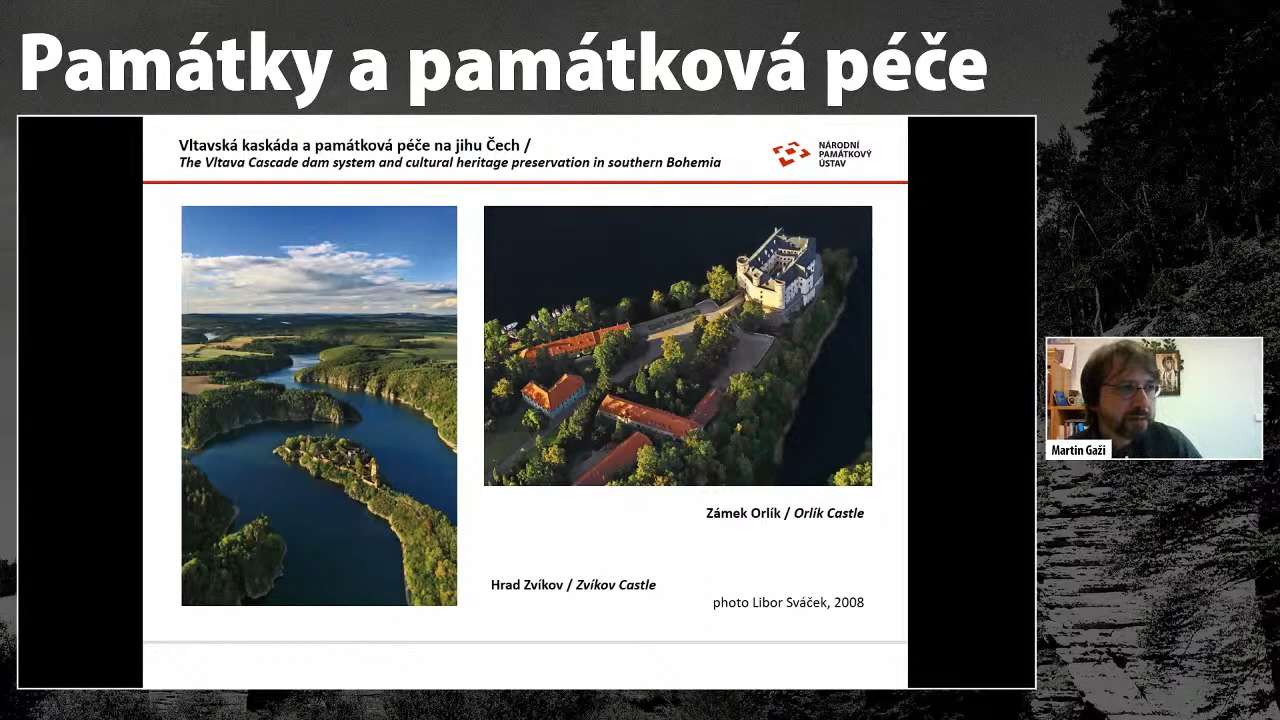 Památky a památková péče
Vltavská kaskáda a památková péče na jihu Čech /
The Vltava Cascade dam system and cultural heritage preservation in southern Bohemia
NÁRODNÍ
PAMÁTKOVÝ
ÚSTAV
Zámek Orlík / Orlík Castle
Hrad Zvíkov / Zvíkov Castle
photo Libor Sváček, 2008
Martin Gaži